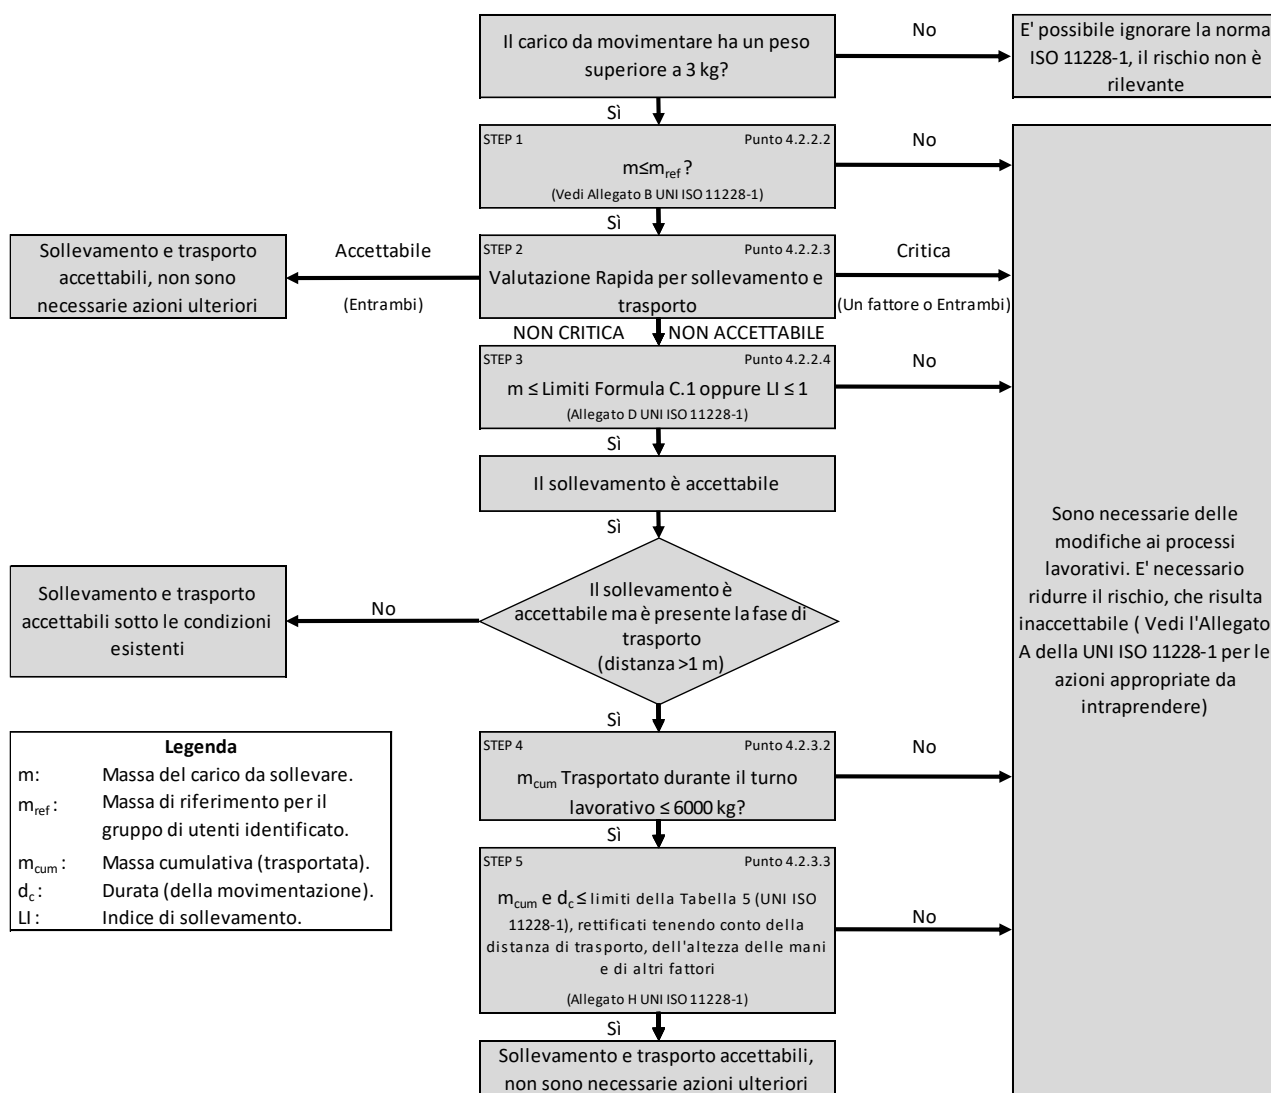 Il carico da movimentare ha un peso
superiore a 3 kg?
No
E' possibile ignorare la norma
ISO 11228-1, il rischio non è
rilevante
Sì
STEP 1
Punto 4.2.2.2
m≤mref ?
(Vedi Allegato B UNI ISO 11228-1)
No
Sì
Sollevamento e trasporto
accettabili, non sono
necessarie azioni ulteriori
Accettabile
(Entrambi)
STEP 2
Punto 4.2.2.3
Valutazione Rapida per sollevamento e
trasporto
Critica
(Un fattore o Entrambi)
NON CRITICA
NON ACCETTABILE
STEP 3
Punto 4.2.2.4
m ≤ Limiti Formula C.1 oppure LI ≤ 1
(Allegato D UNI ISO 11228-1)
No
Sì
Il sollevamento è accettabile
Sì
Sollevamento e trasporto
accettabili sotto le condizioni
esistenti
No
Il sollevamento è
accettabile ma è presente la fase di
trasporto
(distanza >1 m)
Sono necessarie delle
modifiche ai processi
lavorativi. E' necessario
ridurre il rischio, che risulta
inaccettabile ( Vedi l'Allegato
A della UNI ISO 11228-1 per le
azioni appropriate da
intraprendere)
Sì
STEP 4
Punto 4.2.3.2
mcum Trasportato durante il turno
lavorativo ≤ 6000 kg?
No
Sì
Legenda
m: Massa del carico da sollevare.
mref : Massa di riferimento per il
gruppo di utenti identificato.
mcum : Massa cumulativa (trasportata).
dc : Durata (della movimentazione).
LI : Indice di sollevamento.
STEP 5
Punto 4.2.3.3
mcum e dc ≤ limiti della Tabella 5 (UNI ISO
11228-1), rettificati tenendo conto della
distanza di trasporto, dell'altezza delle mani
e di altri fattori
(Allegato H UNI ISO 11228-1)
No
Sì
Sollevamento e trasporto accettabili,
non sono necessarie azioni ulteriori